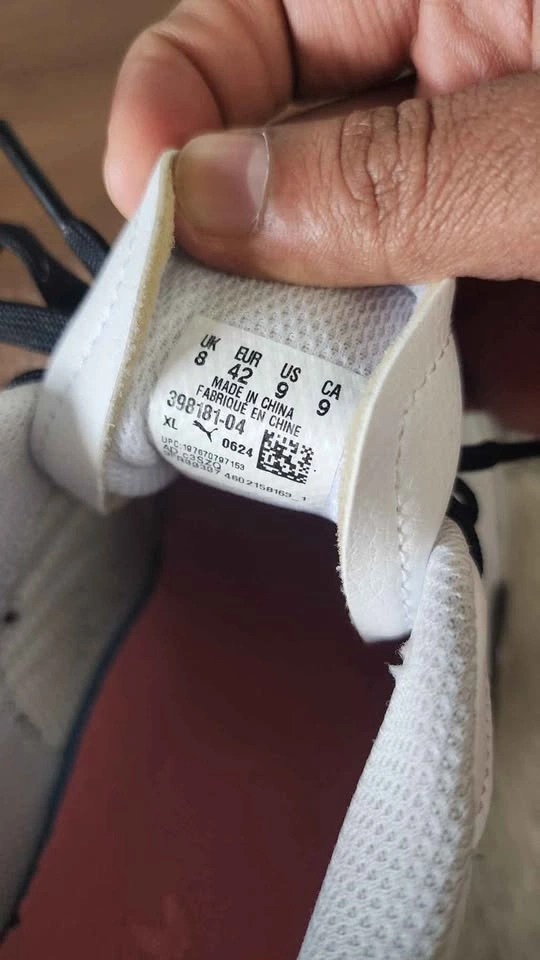 UK EUR US CA
8 42 9 9
MADE IN CHINA
FABRIQUE EN CHINE
398181-04
XL 0624
UPC:197670797153
4602158163_1